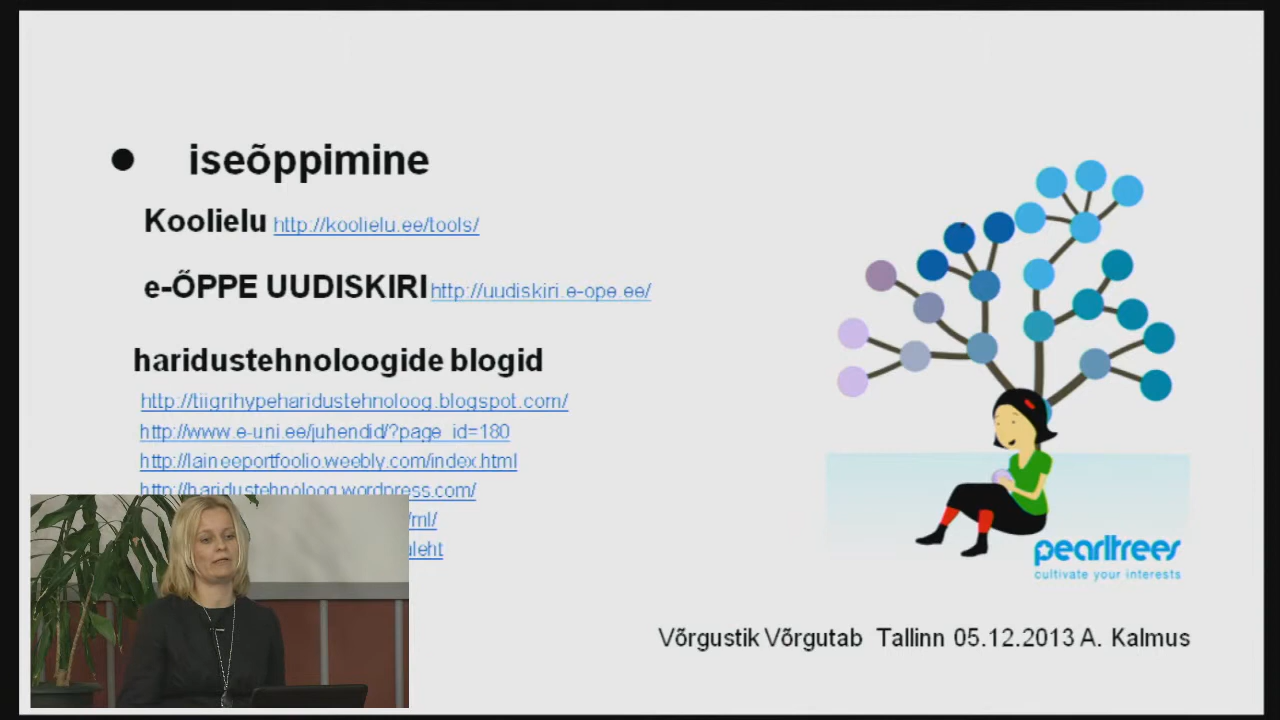 ● iseõppimine
Koolielu http://koolielu.ee/tools/
e-ÕPPE UUDISKIRI http://uudiskiri.e-ope.ee/
haridustehnoloogide blogid
http://tiigrihypeharidustehnoloog.blogspot.com/
http://www.e-uni.ee/juhendid/?page_id=180
http://laineeportfoolio.weebly.com/index.html
http://haridustehnoloog.wordpress.com/
pearltrees
cultivate your interests
Võrgustik Võrgutab Tallinn 05.12.2013 A. Kalmus